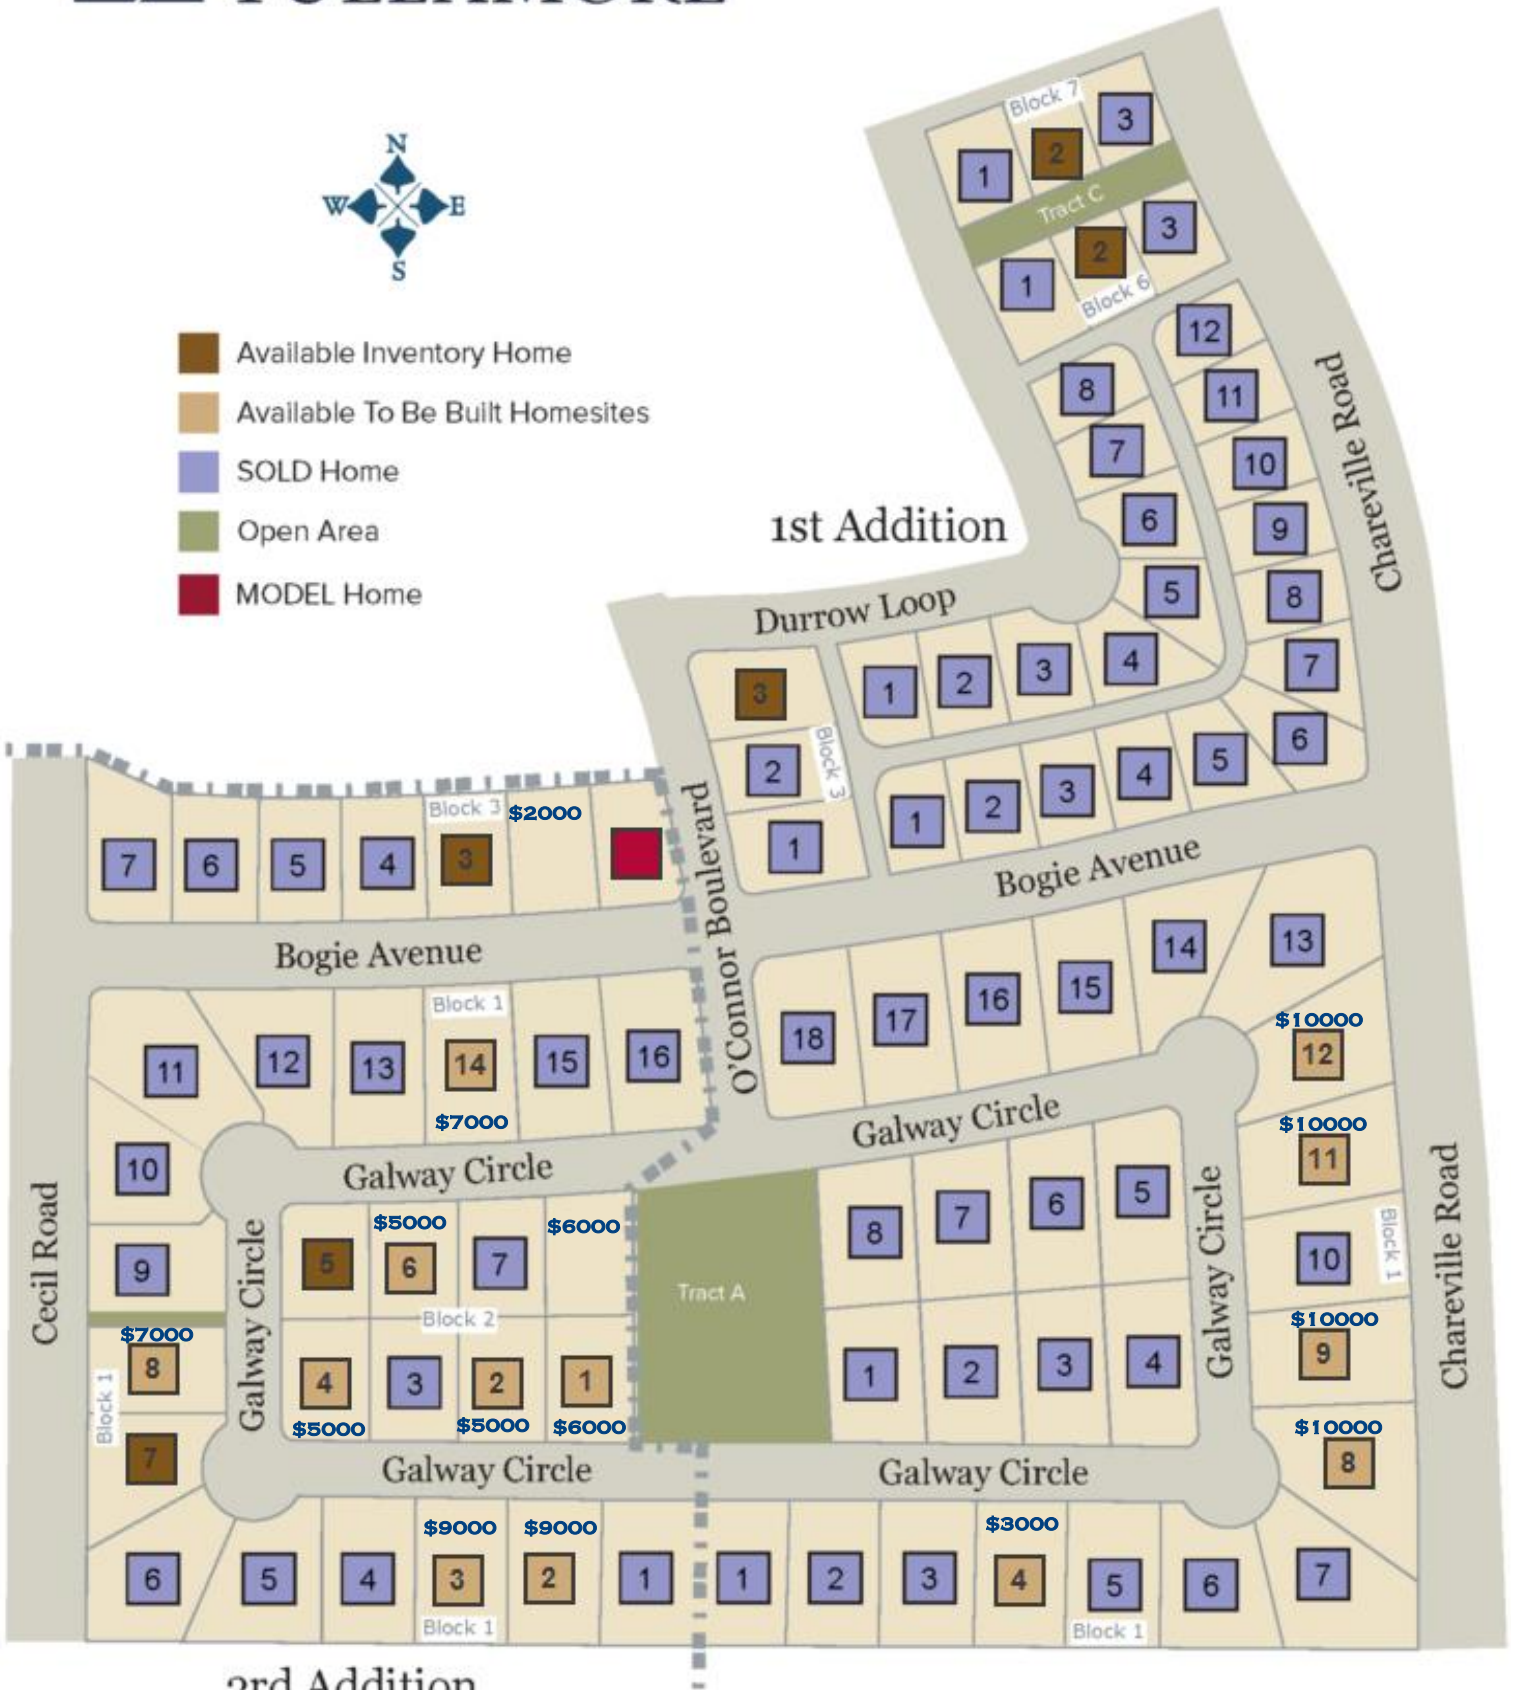 Block 7
3
2
1
Tract C
3
2
1
Block 6
N
W E
S
Available Inventory Home
Available To Be Built Homesites
SOLD Home
Open Area
MODEL Home
12
8
11
7
10
6
9
5
8
Chareville Road
1st Addition
Durrow Loop
1
2
3
4
7
3
2
1
Block 3
1
2
3
4
5
6
O'Connor Boulevard
Bogie Avenue
Block 3
$2000
7
6
5
4
3
Bogie Avenue
Block 1
11
12
13
14
15
16
$7000
18
17
16
15
14
13
$10000
12
$10000
11
Galway Circle
Galway Circle
10
9
Cecil Road
Galway Circle
$5000
$6000
5
6
7
Block 2
4
3
2
1
$5000
$5000
$6000
Tract A
8
7
6
5
1
2
3
4
Galway Circle
10
Block 1
$10000
9
$10000
8
Chareville Road
$7000
8
Block 1
7
Galway Circle
Galway Circle
$9000
$9000
$3000
6
5
4
3
2
1
1
2
3
4
5
6
7
Block 1
Block 1